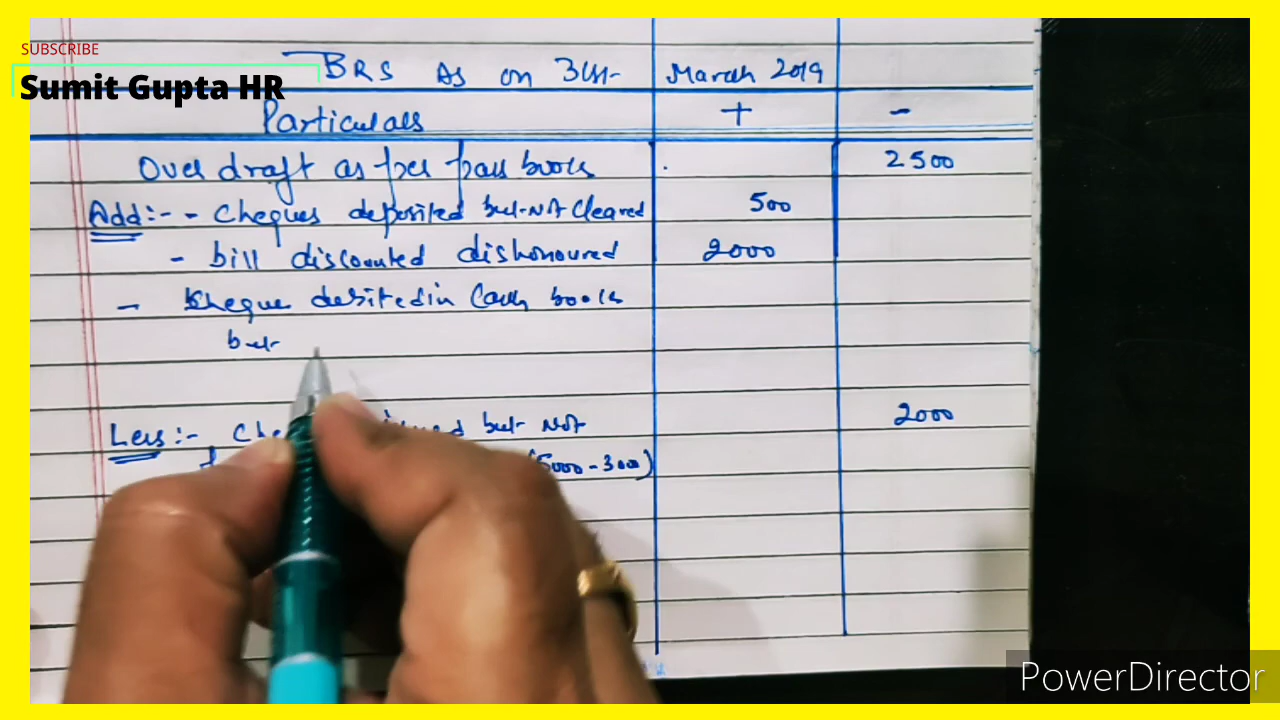 SUBSCRIBE
Sumit Gupta HR
BRS As on 31st March 2019
Particulars + -
Over draft as per pass book 2500
Add:- - Cheques deposited but Not Cleared 500
- bill discounted dishonoured 2000
- Cheque debited in Cash book
but
Less:- but Not 2000
(5000-3000)
PowerDirector